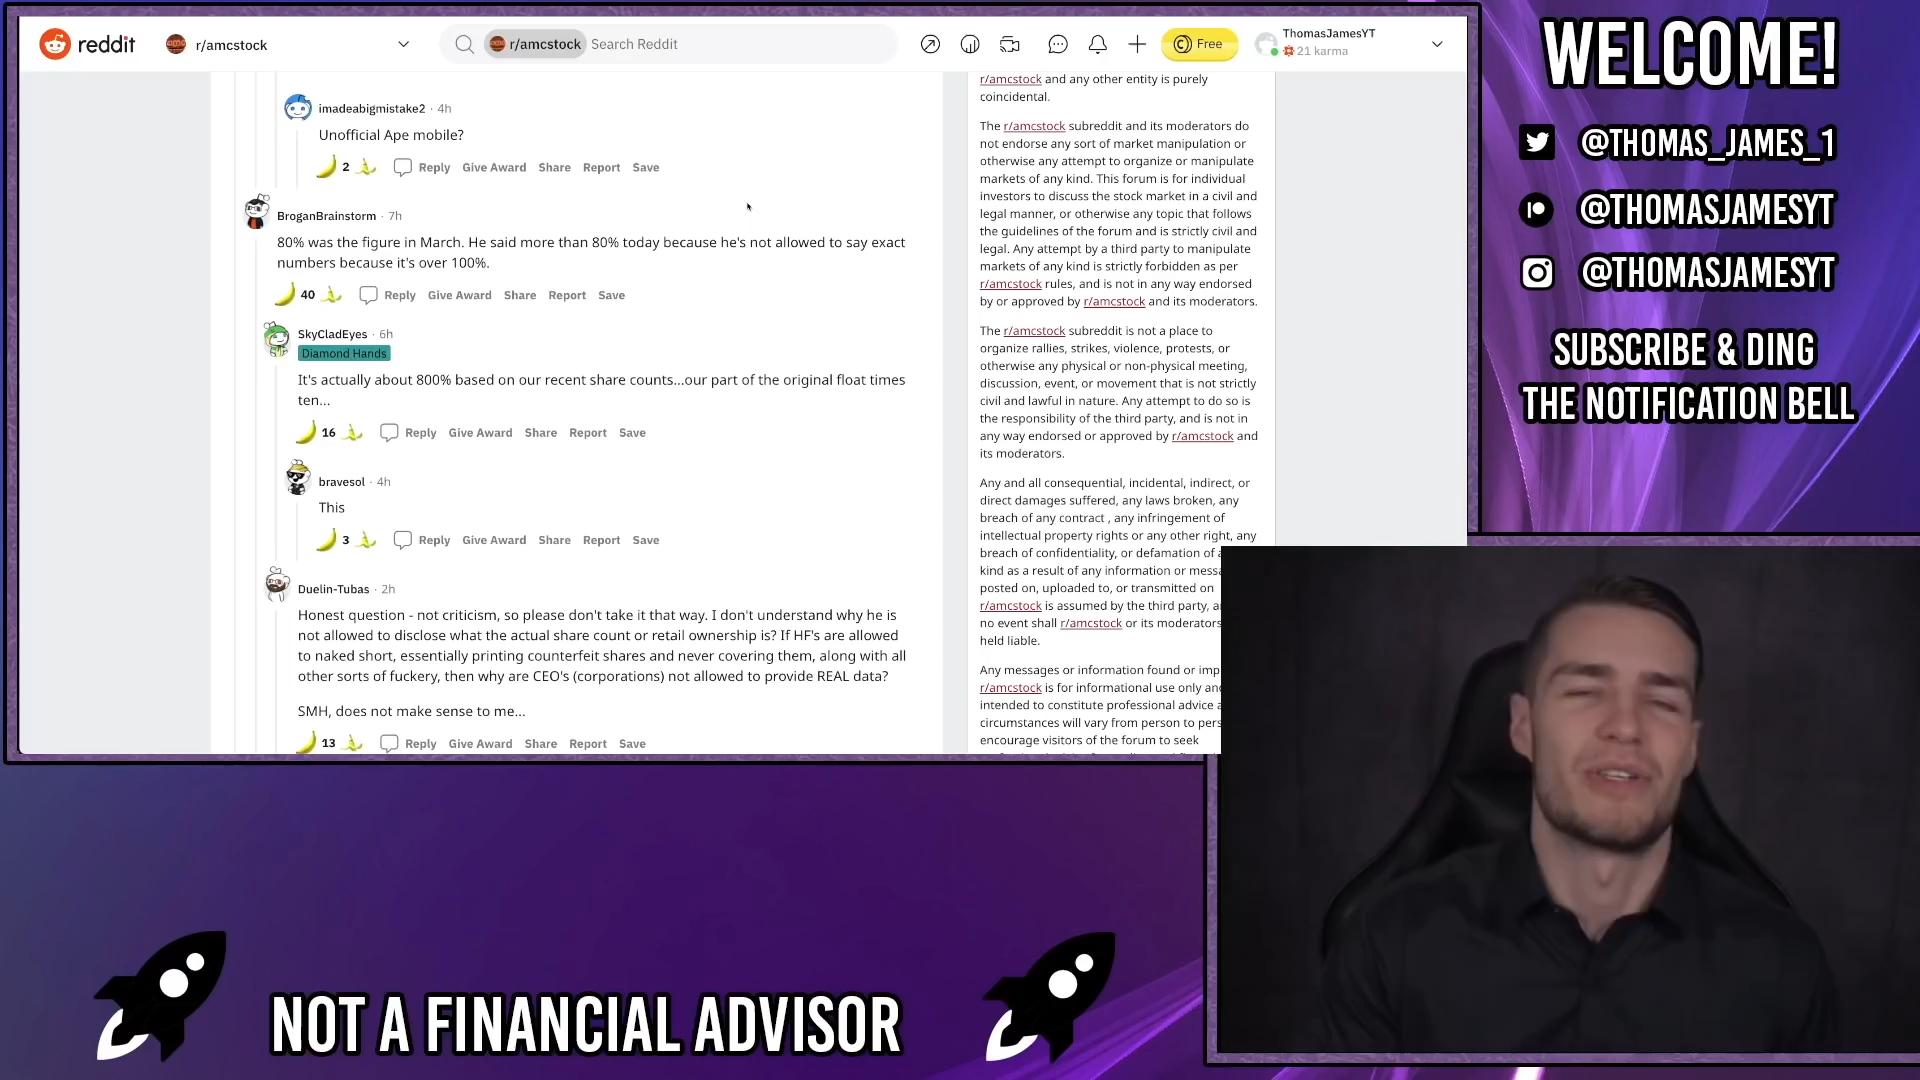 reddit
r/amcstock
r/amcstock Search Reddit
Free
ThomasJamesYT
21 karma
imadeabigmistake2 · 4h
Unofficial Ape mobile?
2 Reply Give Award Share Report Save
BroganBrainstorm · 7h
80% was the figure in March. He said more than 80% today because he's not allowed to say exact
numbers because it's over 100%.
40 Reply Give Award Share Report Save
SkyCladEyes · 6h
Diamond Hands
It's actually about 800% based on our recent share counts...our part of the original float times
ten...
16 Reply Give Award Share Report Save
bravesol · 4h
This
3 Reply Give Award Share Report Save
Duelin-Tubas · 2h
Honest question - not criticism, so please don't take it that way. I don't understand why he is
not allowed to disclose what the actual share count or retail ownership is? If HF's are allowed
to naked short, essentially printing counterfeit shares and never covering them, along with all
other sorts of fuckery, then why are CEO's (corporations) not allowed to provide REAL data?
SMH, does not make sense to me...
13 Reply Give Award Share Report Save
r/amcstock and any other entity is purely
coincidental.
The r/amcstock subreddit and its moderators do
not endorse any sort of market manipulation or
otherwise any attempt to organize or manipulate
markets of any kind. This forum is for individual
investors to discuss the stock market in a civil and
legal manner, or otherwise any topic that follows
the guidelines of the forum and is strictly civil and
legal. Any attempt by a third party to manipulate
markets of any kind is strictly forbidden as per
r/amcstock rules, and is not in any way endorsed
by or approved by r/amcstock and its moderators.
The r/amcstock subreddit is not a place to
organize rallies, strikes, violence, protests, or
otherwise any physical or non-physical meeting,
discussion, event, or movement that is not strictly
civil and lawful in nature. Any attempt to do so is
the responsibility of the third party, and is not in
any way endorsed or approved by r/amcstock and
its moderators.
Any and all consequential, incidental, indirect, or
direct damages suffered, any laws broken, any
breach of any contract , any infringement of
intellectual property rights or any other right, any
breach of confidentiality, or defamation of a
kind as a result of any information or messa
posted on, uploaded to, or transmitted on
r/amcstock is assumed by the third party, a
no event shall r/amcstock or its moderators
held liable.
Any messages or information found or imp
r/amcstock is for informational use only an
intended to constitute professional advice a
circumstances will vary from person to pers
encourage visitors of the forum to seek
WELCOME!
@THOMAS_JAMES_1
@THOMASJAMESYT
@THOMASJAMESYT
SUBSCRIBE & DING
THE NOTIFICATION BELL
NOT A FINANCIAL ADVISOR